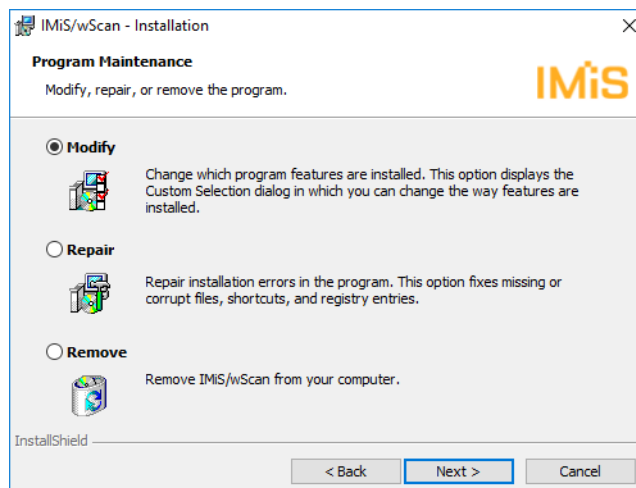 IMiS/wScan - Installation
Program Maintenance
Modify, repair, or remove the program.
IMiS
Modify
Change which program features are installed. This option displays the
Custom Selection dialog in which you can change the way features are
installed.
Repair
Repair installation errors in the program. This option fixes missing or
corrupt files, shortcuts, and registry entries.
Remove
Remove IMiS/wScan from your computer.
InstallShield
< Back
Next >
Cancel